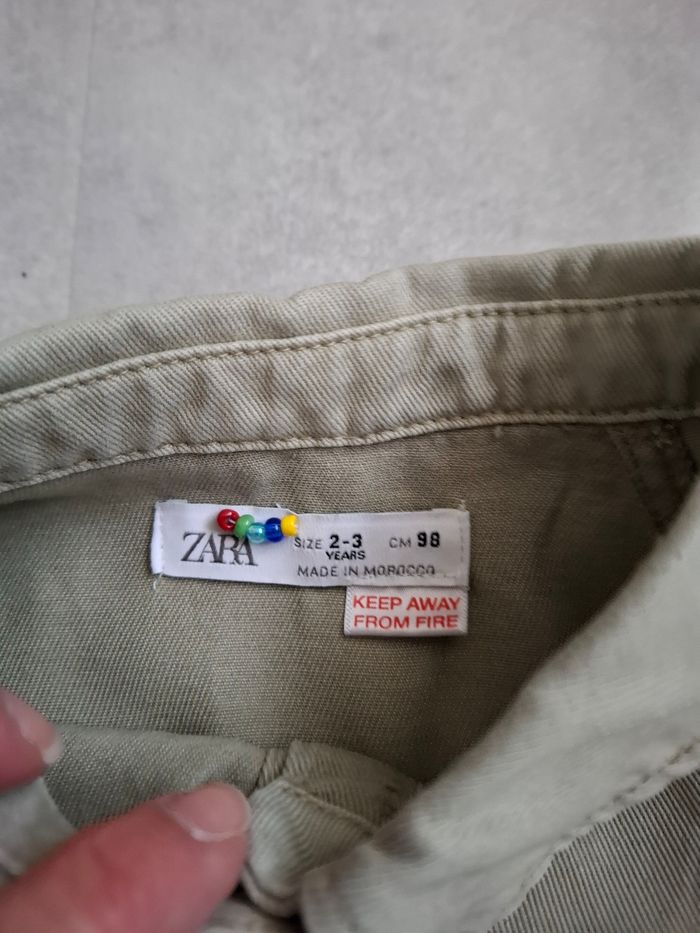 ZARA
SIZE 2-3 CM 98
YEARS
MADE IN MOROCCO
KEEP AWAY
FROM FIRE